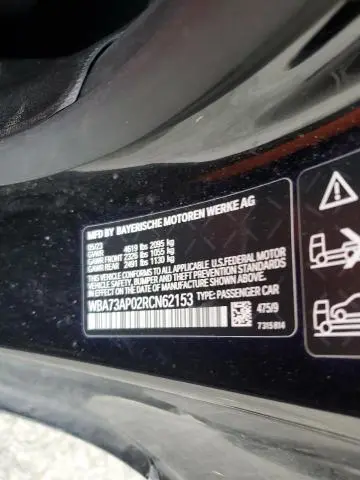 MFD BY BAYERISCHE MOTOREN WERKE AG
05/23
GVWR 4619 lbs 2095 kg
GAWR FRONT 2326 lbs 1055 kg
GAWR REAR 2491 lbs 1130 kg
THIS VEHICLE CONFORMS TO ALL APPLICABLE U.S. FEDERAL MOTOR
VEHICLE SAFETY, BUMPER AND THEFT PREVENTION STANDARDS IN
EFFECT ON THE DATE OF MANUFACTURE SHOWN ABOVE.
WBA73AP02RCN62153 TYPE: PASSENGER CAR
475/9
7315814